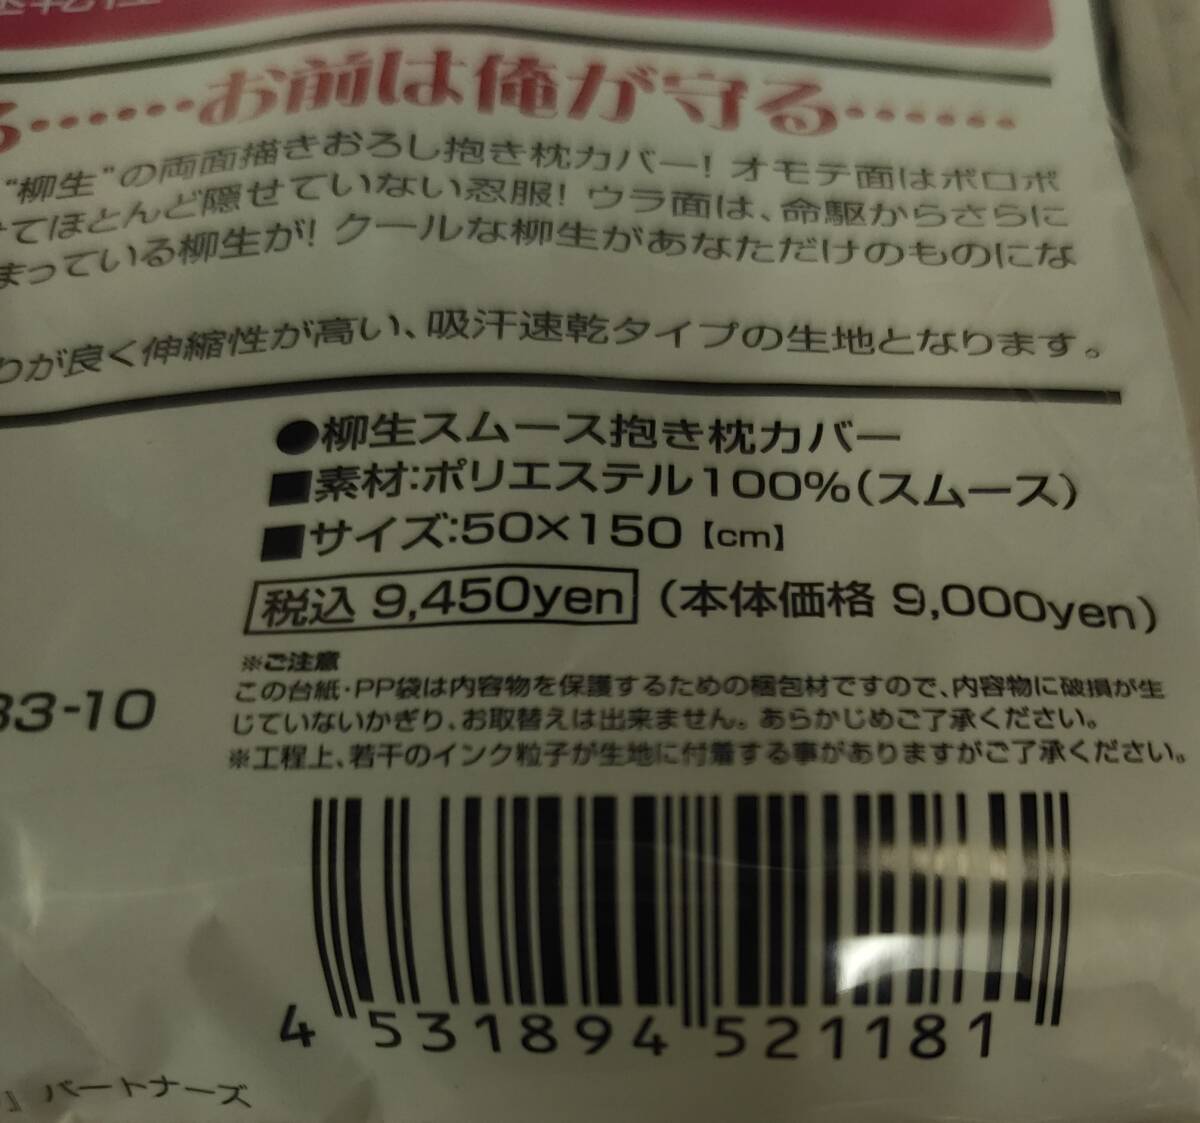 速乾性
る……お前は俺が守る……
“柳生”の両面描きおろし抱き枕カバー！オモテ面はボロボ
てほとんど隠せていない忍服！ウラ面は、命駆からさらに
まっている柳生が！クールな柳生があなただけのものにな
りが良く伸縮性が高い、吸汗速乾タイプの生地となります。
●柳生スムース抱き枕カバー
■素材:ポリエステル100%（スムース）
■サイズ:50×150【cm】
税込 9,450yen（本体価格 9,000yen）
※ご注意
この台紙・PP袋は内容物を保護するための梱包材ですので、内容物に破損が生
じていないかぎり、お取替えは出来ません。あらかじめご了承ください。
※工程上、若干のインク粒子が生地に付着する事がありますがご了承ください。
33-10
4 531894 521181
』パートナーズ